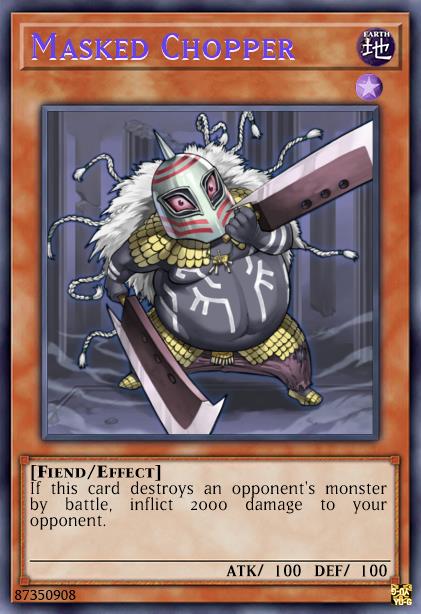 Masked Chopper
EARTH
地
[Fiend/Effect]
If this card destroys an opponent's monster
by battle, inflict 2000 damage to your
opponent.
ATK/ 100 DEF/ 100
87350908